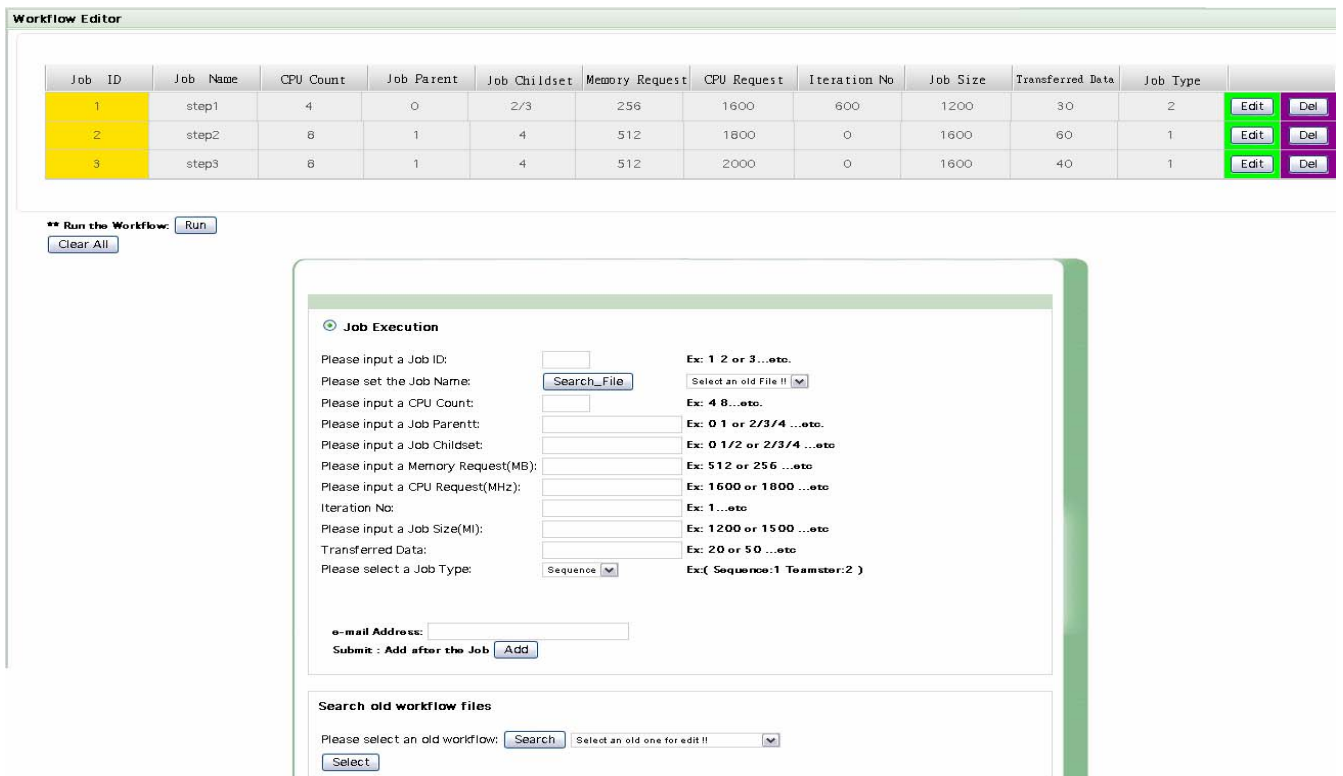 Workflow Editor
Job ID Job Name CPU Count Job Parent Job Childset Memory Request CPU Request Iteration No Job Size Transferred Data Job Type
1 step1 4 0 2/3 256 1600 600 1200 30 2 Edit Del
2 step2 8 1 4 512 1800 0 1600 60 1 Edit Del
3 step3 8 1 4 512 2000 0 1600 40 1 Edit Del
** Run the Workflow: Run
Clear All
Job Execution
Please input a Job ID: Ex: 1 2 or 3...etc.
Please set the Job Name: Search_File Select an old File !!
Please input a CPU Count: Ex: 4 8...etc.
Please input a Job Parentt: Ex: 0 1 or 2/3/4 ...etc.
Please input a Job Childset: Ex: 0 1/2 or 2/3/4 ...etc
Please input a Memory Request(MB): Ex: 512 or 256 ...etc
Please input a CPU Request(MHz): Ex: 1600 or 1800 ...etc
Iteration No: Ex: 1...etc
Please input a Job Size(MI): Ex: 1200 or 1500 ...etc
Transferred Data: Ex: 20 or 50 ...etc
Please select a Job Type: Sequence Ex:( Sequence:1 Teamster:2 )
e-mail Address:
Submit : Add after the Job Add
Search old workflow files
Please select an old workflow: Search Select an old one for edit !!
Select